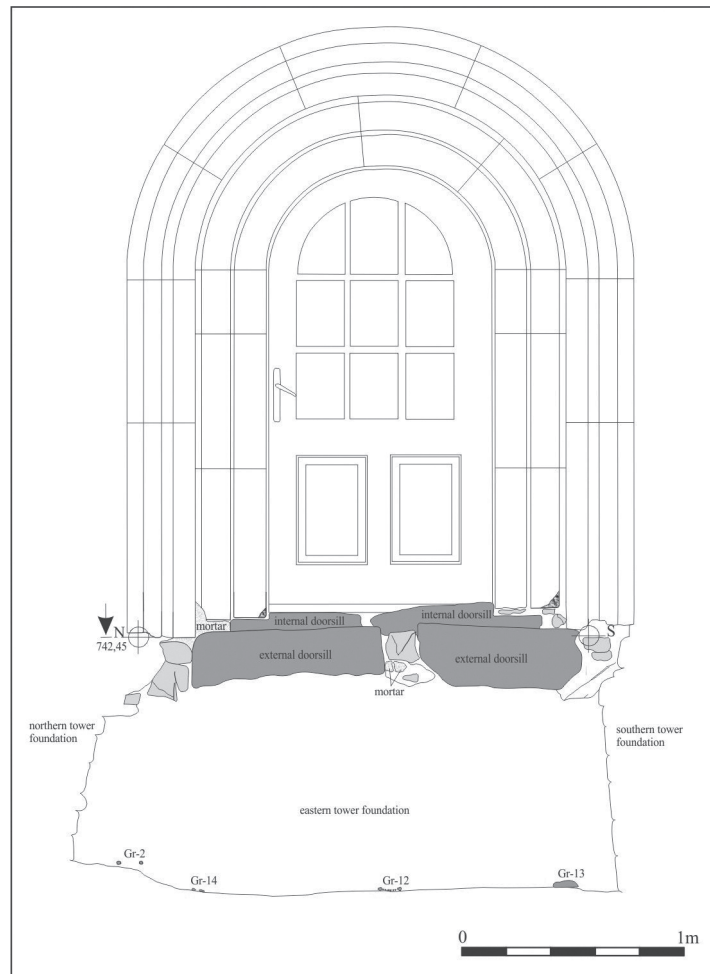 internal doorsill
internal doorsill
mortar
N
S
742,45
external doorsill
external doorsill
mortar
northern tower
foundation
southern tower
foundation
eastern tower foundation
Gr-2
Gr-14
Gr-12
Gr-13
0
1m